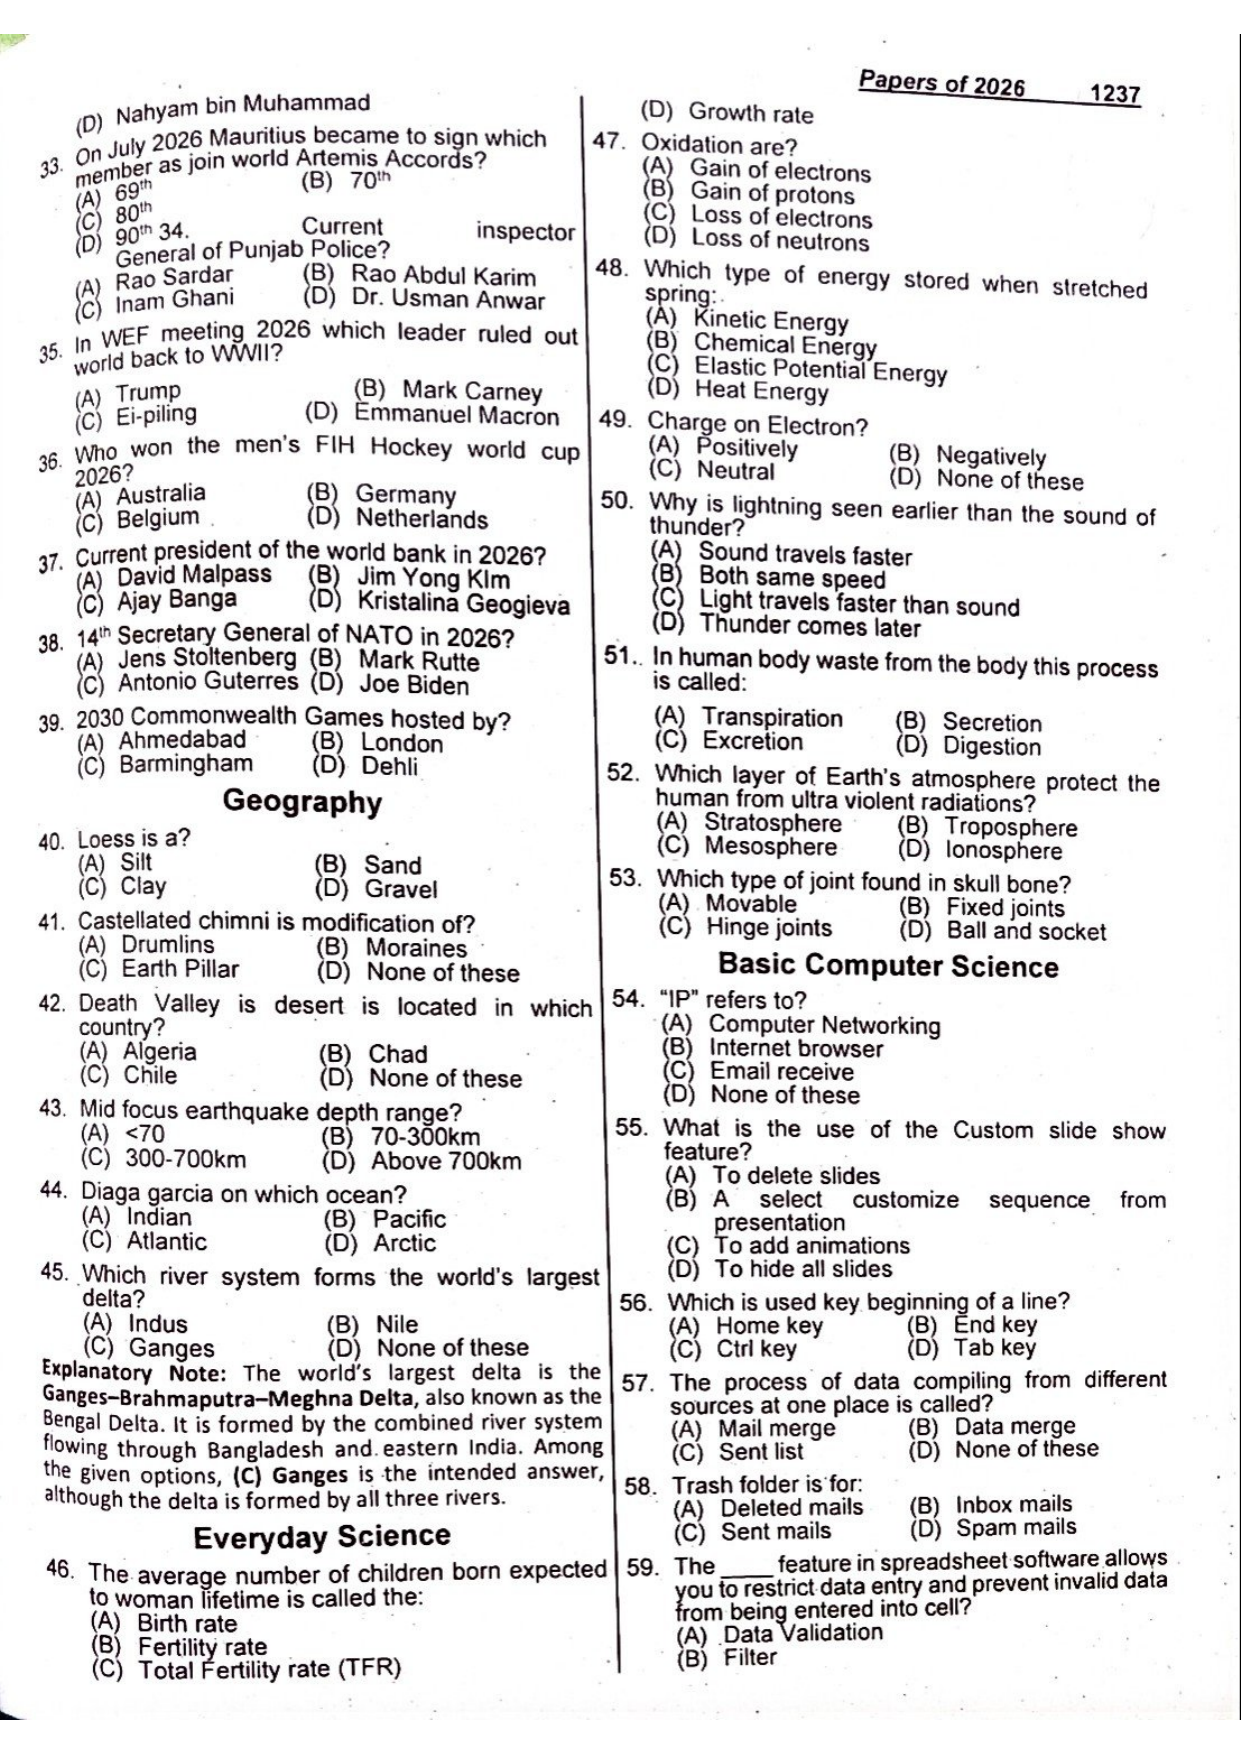 Papers of 2026 1237
(D) Nahyam bin Muhammad
33. On July 2026 Mauritius became to sign which
member as join world Artemis Accords?
(A) 69th (B) 70th
(C) 80th
(D) 90th 34. Current inspector
General of Punjab Police?
(A) Rao Sardar (B) Rao Abdul Karim
(C) Inam Ghani (D) Dr. Usman Anwar
35. In WEF meeting 2026 which leader ruled out
world back to WWII?
(A) Trump (B) Mark Carney
(C) Ei-piling (D) Emmanuel Macron
36. Who won the men's FIH Hockey world cup
2026?
(A) Australia (B) Germany
(C) Belgium (D) Netherlands
37. Current president of the world bank in 2026?
(A) David Malpass (B) Jim Yong KIm
(C) Ajay Banga (D) Kristalina Geogieva
38. 14th Secretary General of NATO in 2026?
(A) Jens Stoltenberg (B) Mark Rutte
(C) Antonio Guterres (D) Joe Biden
39. 2030 Commonwealth Games hosted by?
(A) Ahmedabad (B) London
(C) Barmingham (D) Dehli
Geography
40. Loess is a?
(A) Silt (B) Sand
(C) Clay (D) Gravel
41. Castellated chimni is modification of?
(A) Drumlins (B) Moraines
(C) Earth Pillar (D) None of these
42. Death Valley is desert is located in which
country?
(A) Algeria (B) Chad
(C) Chile (D) None of these
43. Mid focus earthquake depth range?
(A) <70 (B) 70-300km
(C) 300-700km (D) Above 700km
44. Diaga garcia on which ocean?
(A) Indian (B) Pacific
(C) Atlantic (D) Arctic
45. Which river system forms the world's largest
delta?
(A) Indus (B) Nile
(C) Ganges (D) None of these
Explanatory Note: The world's largest delta is the
Ganges–Brahmaputra–Meghna Delta, also known as the
Bengal Delta. It is formed by the combined river system
flowing through Bangladesh and eastern India. Among
the given options, (C) Ganges is the intended answer,
although the delta is formed by all three rivers.
Everyday Science
46. The average number of children born expected
to woman lifetime is called the:
(A) Birth rate
(B) Fertility rate
(C) Total Fertility rate (TFR)
(D) Growth rate
47. Oxidation are?
(A) Gain of electrons
(B) Gain of protons
(C) Loss of electrons
(D) Loss of neutrons
48. Which type of energy stored when stretched
spring:
(A) Kinetic Energy
(B) Chemical Energy
(C) Elastic Potential Energy
(D) Heat Energy
49. Charge on Electron?
(A) Positively (B) Negatively
(C) Neutral (D) None of these
50. Why is lightning seen earlier than the sound of
thunder?
(A) Sound travels faster
(B) Both same speed
(C) Light travels faster than sound
(D) Thunder comes later
51.. In human body waste from the body this process
is called:
(A) Transpiration (B) Secretion
(C) Excretion (D) Digestion
52. Which layer of Earth's atmosphere protect the
human from ultra violent radiations?
(A) Stratosphere (B) Troposphere
(C) Mesosphere (D) Ionosphere
53. Which type of joint found in skull bone?
(A) Movable (B) Fixed joints
(C) Hinge joints (D) Ball and socket
Basic Computer Science
54. "IP" refers to?
(A) Computer Networking
(B) Internet browser
(C) Email receive
(D) None of these
55. What is the use of the Custom slide show
feature?
(A) To delete slides
(B) A select customize sequence from
presentation
(C) To add animations
(D) To hide all slides
56. Which is used key beginning of a line?
(A) Home key (B) End key
(C) Ctrl key (D) Tab key
57. The process of data compiling from different
sources at one place is called?
(A) Mail merge (B) Data merge
(C) Sent list (D) None of these
58. Trash folder is for:
(A) Deleted mails (B) Inbox mails
(C) Sent mails (D) Spam mails
59. The ____ feature in spreadsheet software allows
you to restrict data entry and prevent invalid data
from being entered into cell?
(A) Data Validation
(B) Filter